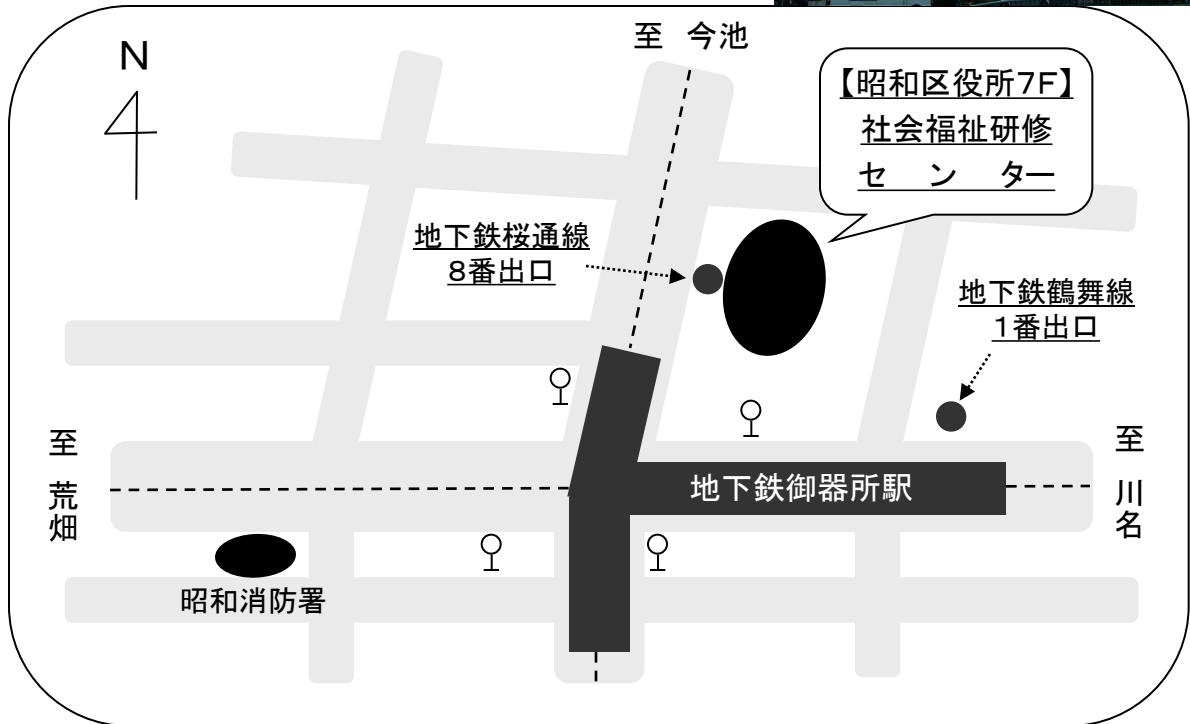 至 今池
N
【昭和区役所7F】
社会福祉研修
センター
地下鉄桜通線
8番出口
地下鉄鶴舞線
1番出口
至 荒畑
地下鉄御器所駅
至 川名
昭和消防署